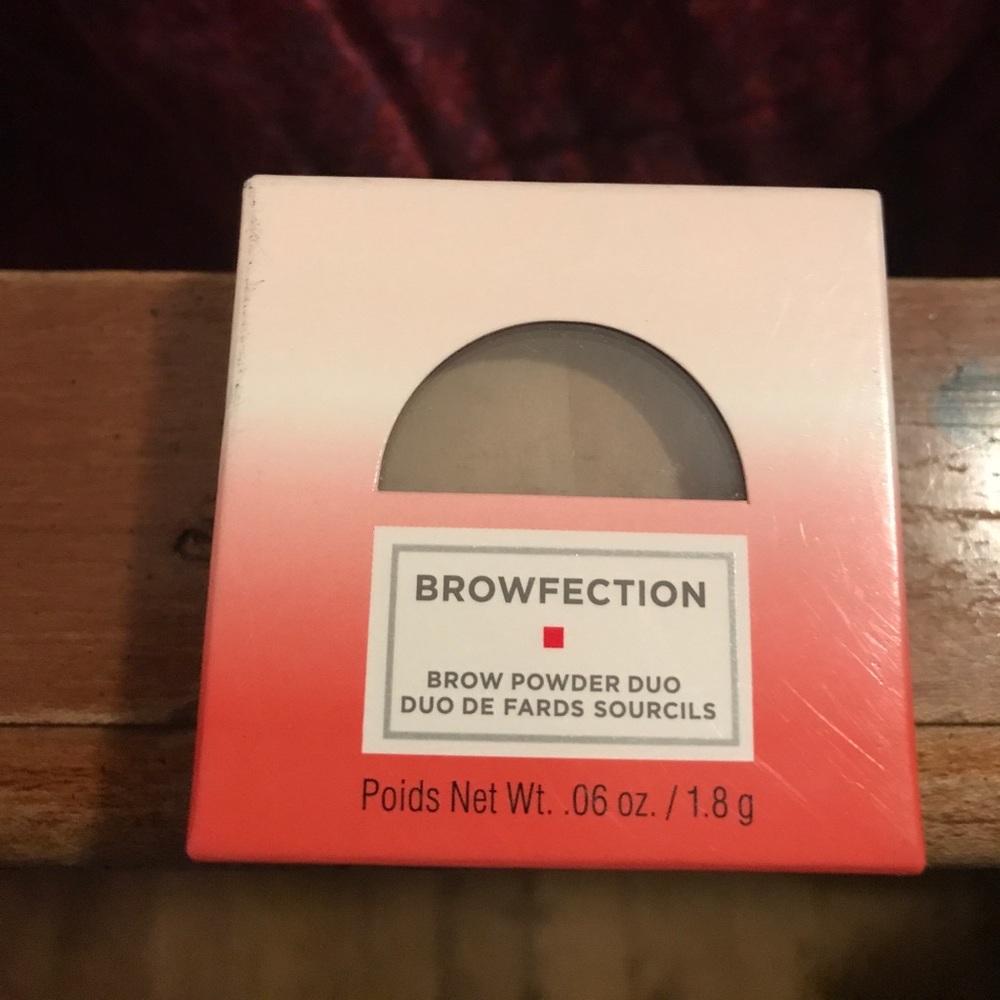 BROWFECTION
BROW POWDER DUO
DUO DE FARDS SOURCILS
Poids Net Wt. .06 oz. / 1.8 g